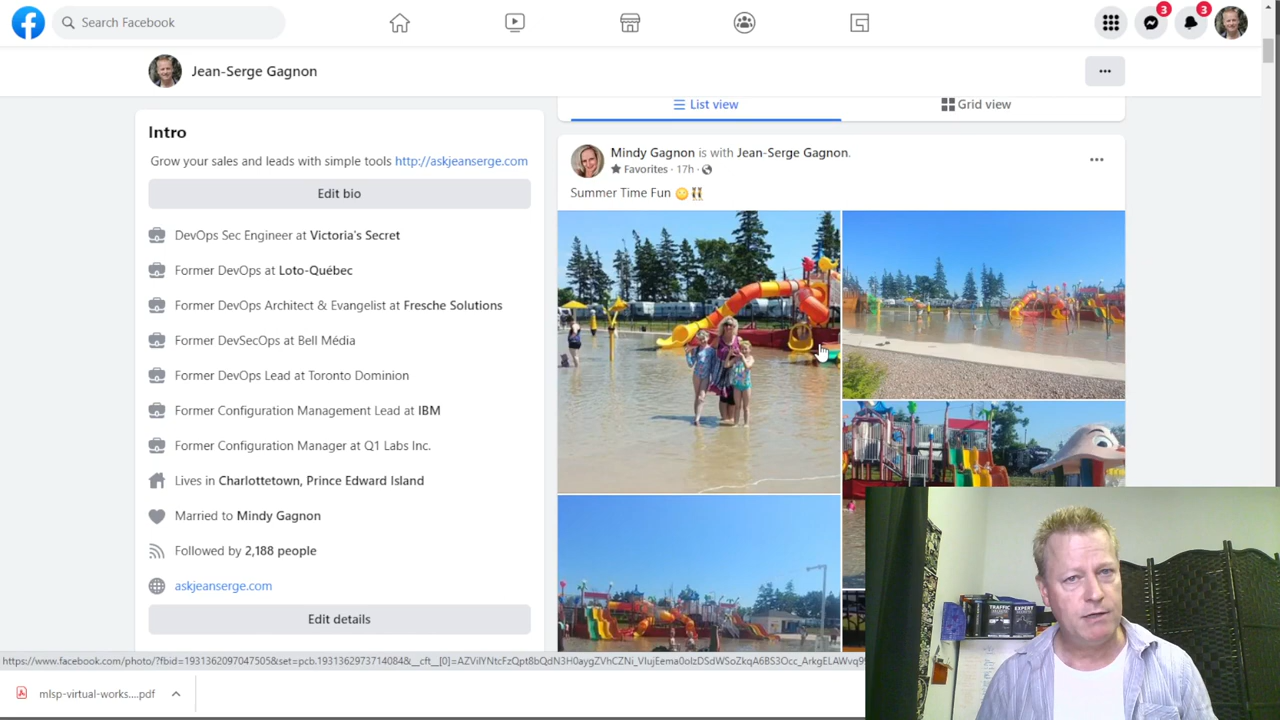 Search Facebook
3
3
Jean-Serge Gagnon
List view
Grid view
Intro
Grow your sales and leads with simple tools http://askjeanserge.com
Edit bio
DevOps Sec Engineer at Victoria's Secret
Former DevOps at Loto-Québec
Former DevOps Architect & Evangelist at Fresche Solutions
Former DevSecOps at Bell Média
Former DevOps Lead at Toronto Dominion
Former Configuration Management Lead at IBM
Former Configuration Manager at Q1 Labs Inc.
Lives in Charlottetown, Prince Edward Island
Married to Mindy Gagnon
Followed by 2,188 people
askjeanserge.com
Edit details
Mindy Gagnon is with Jean-Serge Gagnon.
Favorites · 17h ·
Summer Time Fun
TRAFFIC
EXPERT
mlsp-virtual-works....pdf